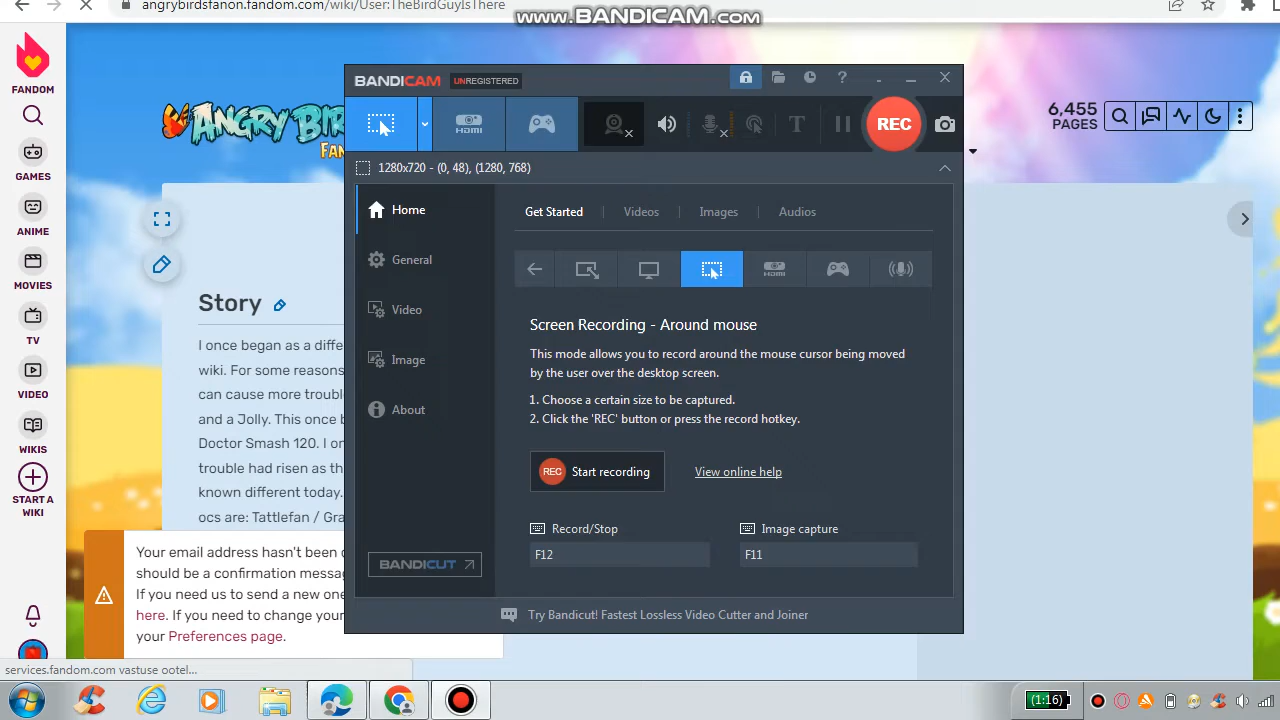 angrybirdsfanon.fandom.com/wiki/User:TheBirdGuyIsThere
www.BANDICAM.com
FANDOM
GAMES
ANIME
MOVIES
TV
VIDEO
WIKIS
START A
WIKI
ANGRY BIR
FAN
6,455
PAGES
BANDICAM
UNREGISTERED
HDMI
T
REC
1280x720 - (0, 48), (1280, 768)
Home
General
Video
Image
About
BANDICUT
Get Started
Videos
Images
Audios
HDMI
Screen Recording - Around mouse
This mode allows you to record around the mouse cursor being moved
by the user over the desktop screen.
1. Choose a certain size to be captured.
2. Click the 'REC' button or press the record hotkey.
REC Start recording
View online help
Record/Stop
Image capture
F12
F11
Try Bandicut! Fastest Lossless Video Cutter and Joiner
Story
I once began as a diffe
wiki. For some reasons
can cause more troubl
and a Jolly. This once b
Doctor Smash 120. I on
trouble had risen as th
known different today.
ocs are: Tattlefan / Gra
Your email address hasn't been c
should be a confirmation messa
If you need us to send a new one
here. If you need to change your
your Preferences page.
services.fandom.com vastuse ootel...
(1:16)